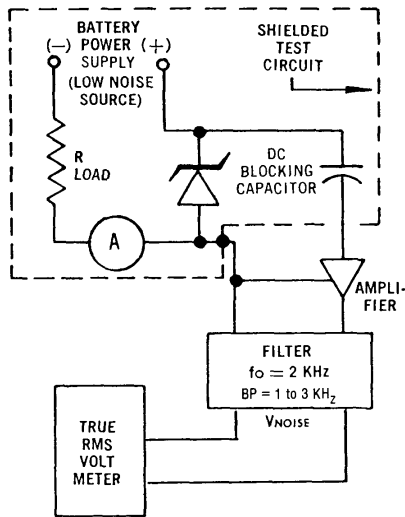 BATTERY
(-) POWER (+)
SUPPLY
(LOW NOISE
SOURCE)
SHIELDED
TEST
CIRCUIT
R
LOAD
DC
BLOCKING
CAPACITOR
A
AMPLI-
FIER
FILTER
fo = 2 KHz
BP = 1 to 3 KHz
VNOISE
TRUE
RMS
VOLT
METER